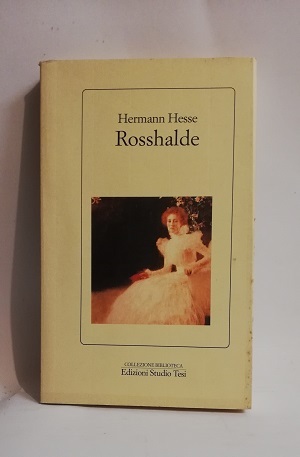 Hermann Hesse
Rosshalde
COLLEZIONE BIBLIOTECA
Edizioni Studio Tesi